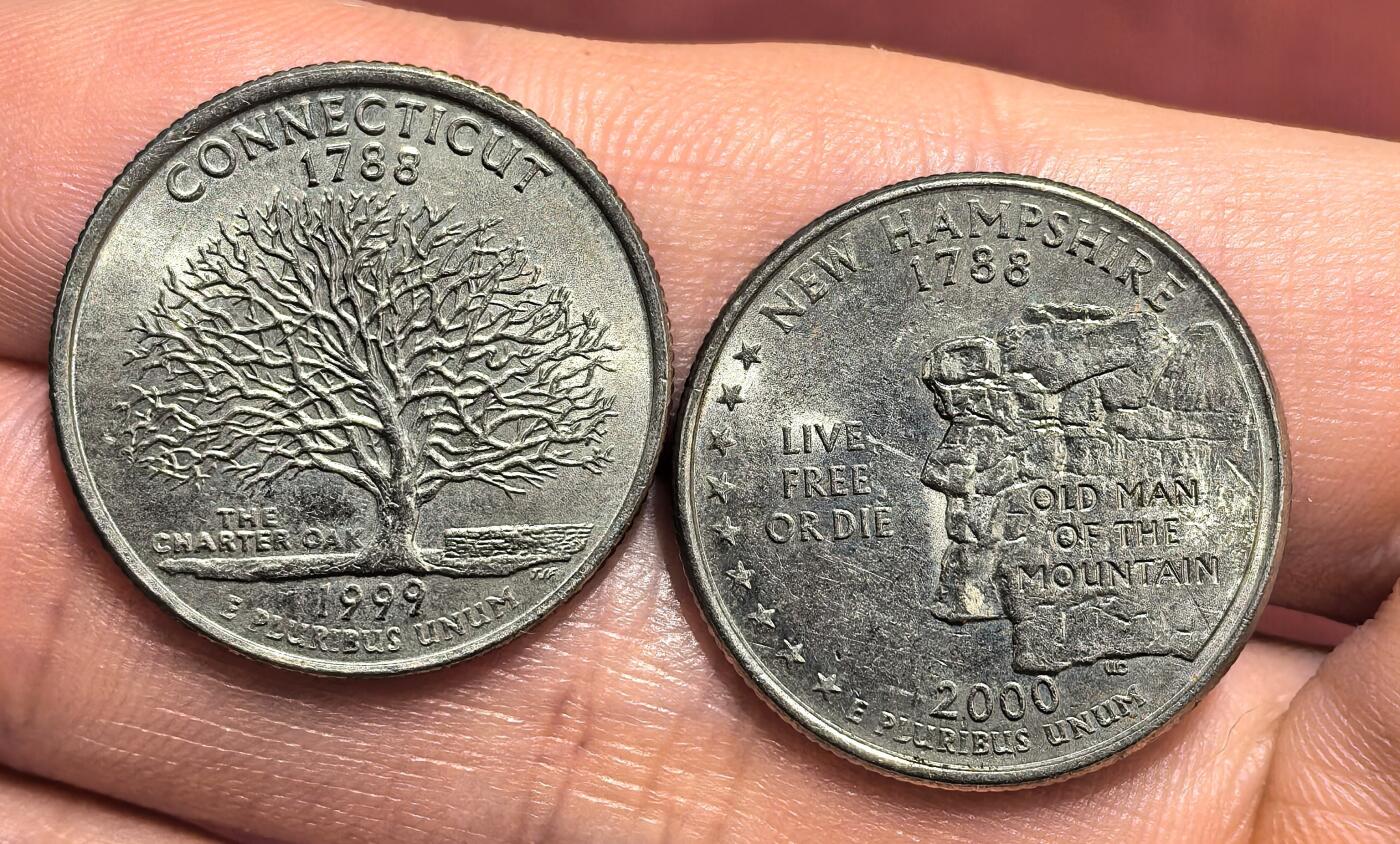 CONNECTICUT
1788
THE
CHARTER OAK
1999
E PLURIBUS UNUM
NEW HAMPSHIRE
1788
LIVE
FREE
OR DIE
OLD MAN
OF THE
MOUNTAIN
2000
E PLURIBUS UNUM